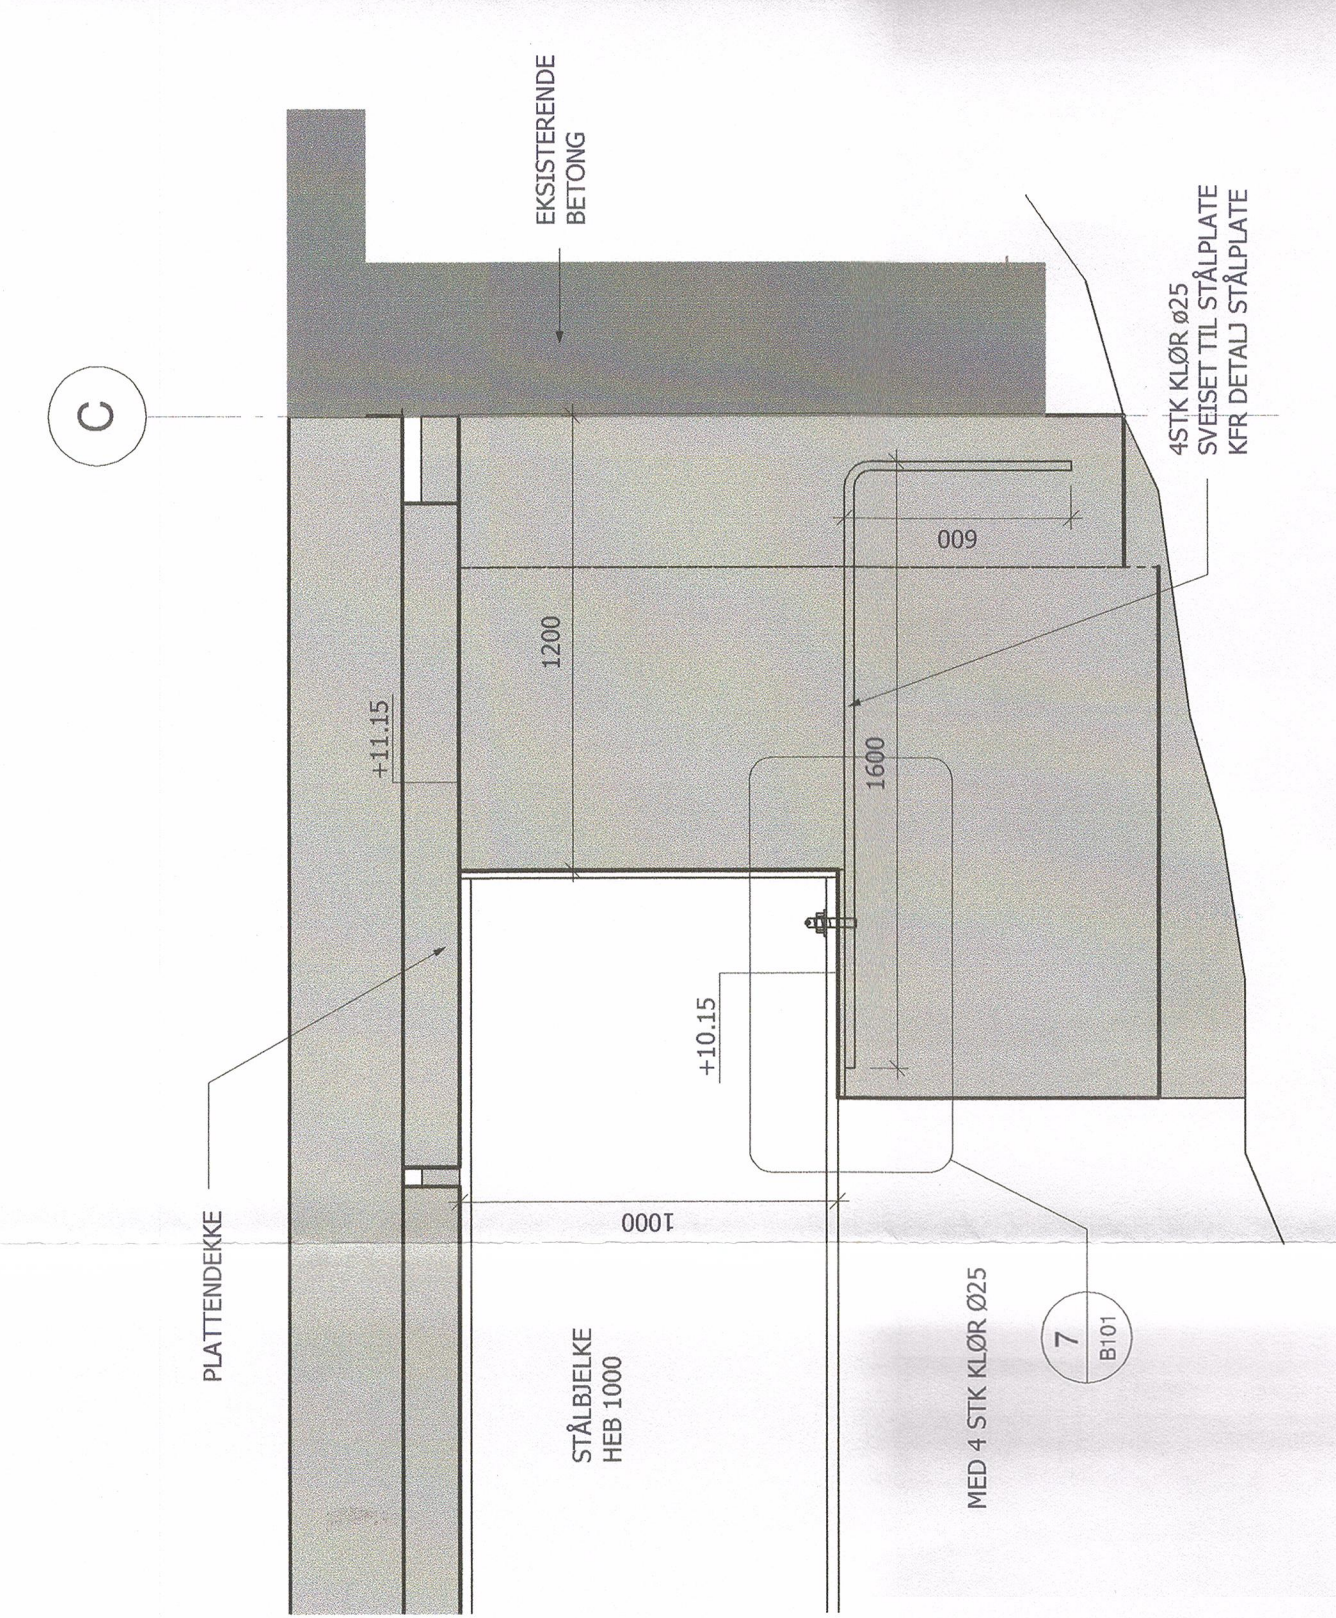 C
EKSISTERENDE
BETONG
4STK KLØR ø25
SVEISET TIL STÅLPLATE
KFR DETALJ STÅLPLATE
600
1200
+11.15
1600
+10.15
1000
PLATTENDEKKE
STÅLBJELKE
HEB 1000
MED 4 STK KLØR Ø25
7
B101